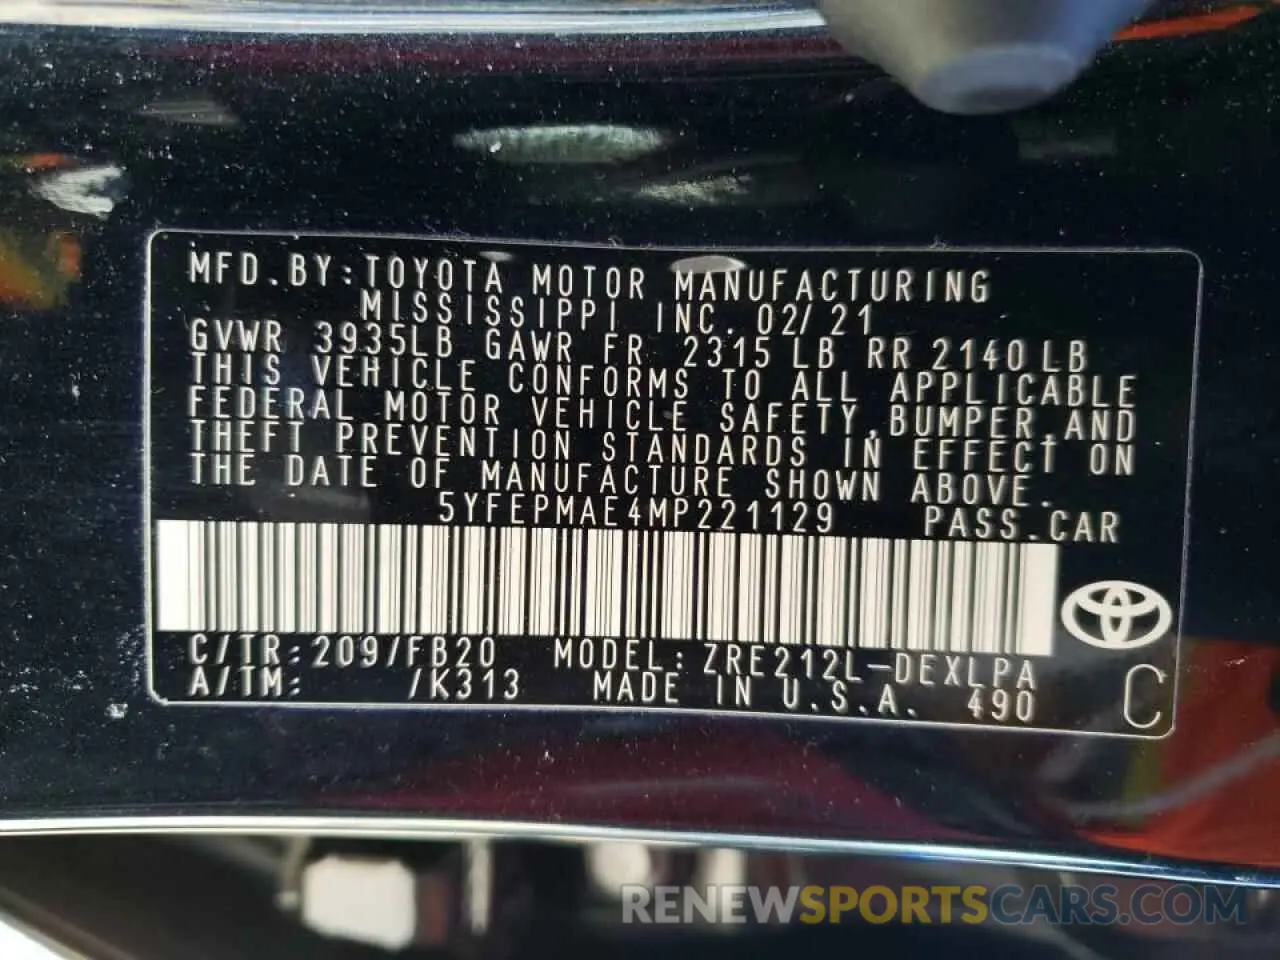 MFD.BY:TOYOTA MOTOR MANUFACTURING
MISSISSIPPI INC. 02/21
GVWR 3935LB GAWR FR 2315 LB RR 2140 LB
THIS VEHICLE CONFORMS TO ALL APPLICABLE
FEDERAL MOTOR VEHICLE SAFETY,BUMPER,AND
THEFT PREVENTION STANDARDS IN EFFECT ON
THE DATE OF MANUFACTURE SHOWN ABOVE.
5YFEPMAE4MP221129 PASS.CAR
C/TR:209/FB20 MODEL:ZRE212L-DEXLPA
A/TM: /K313 MADE IN U.S.A. 490
C
RENEWSPORTSCARS.COM